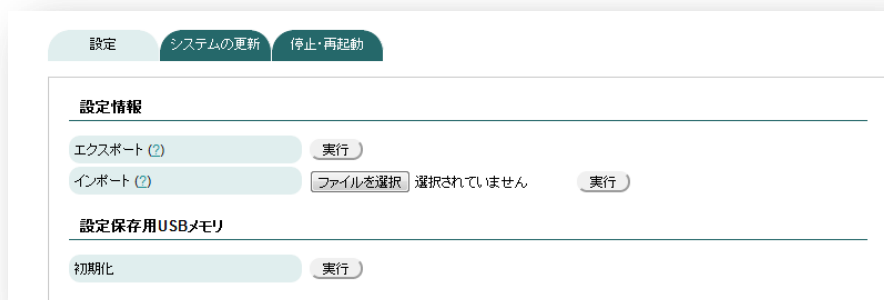 設定 システムの更新 停止・再起動
設定情報
エクスポート (?) 実行
インポート (?) ファイルを選択 選択されていません 実行
設定保存用USBメモリ
初期化 実行